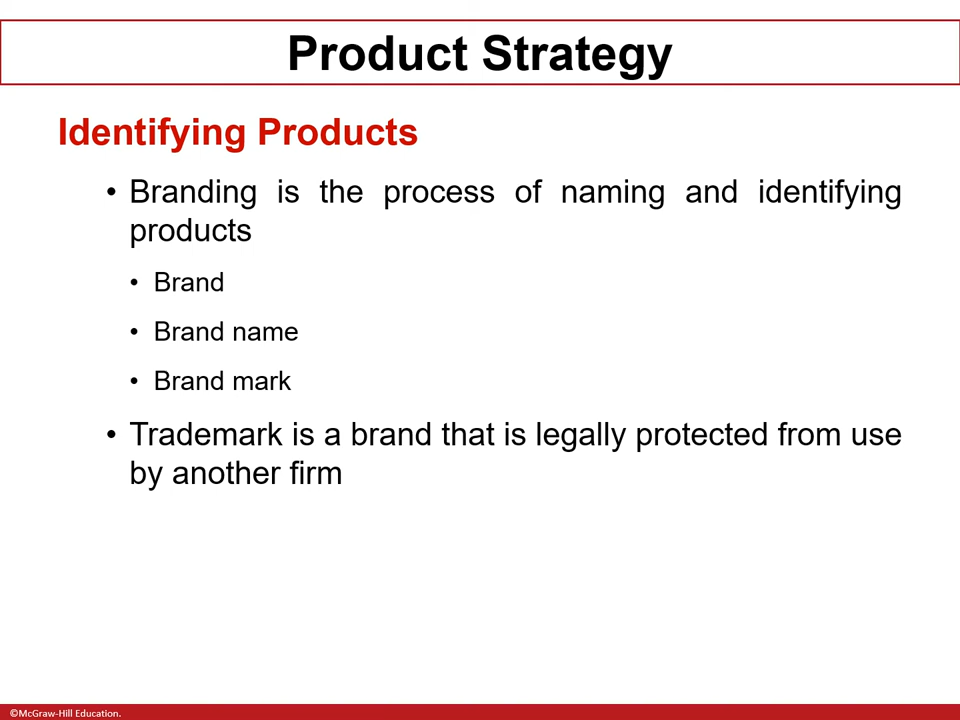 Product Strategy
Identifying Products
• Branding is the process of naming and identifying
products
• Brand
• Brand name
• Brand mark
• Trademark is a brand that is legally protected from use
by another firm
©McGraw-Hill Education.